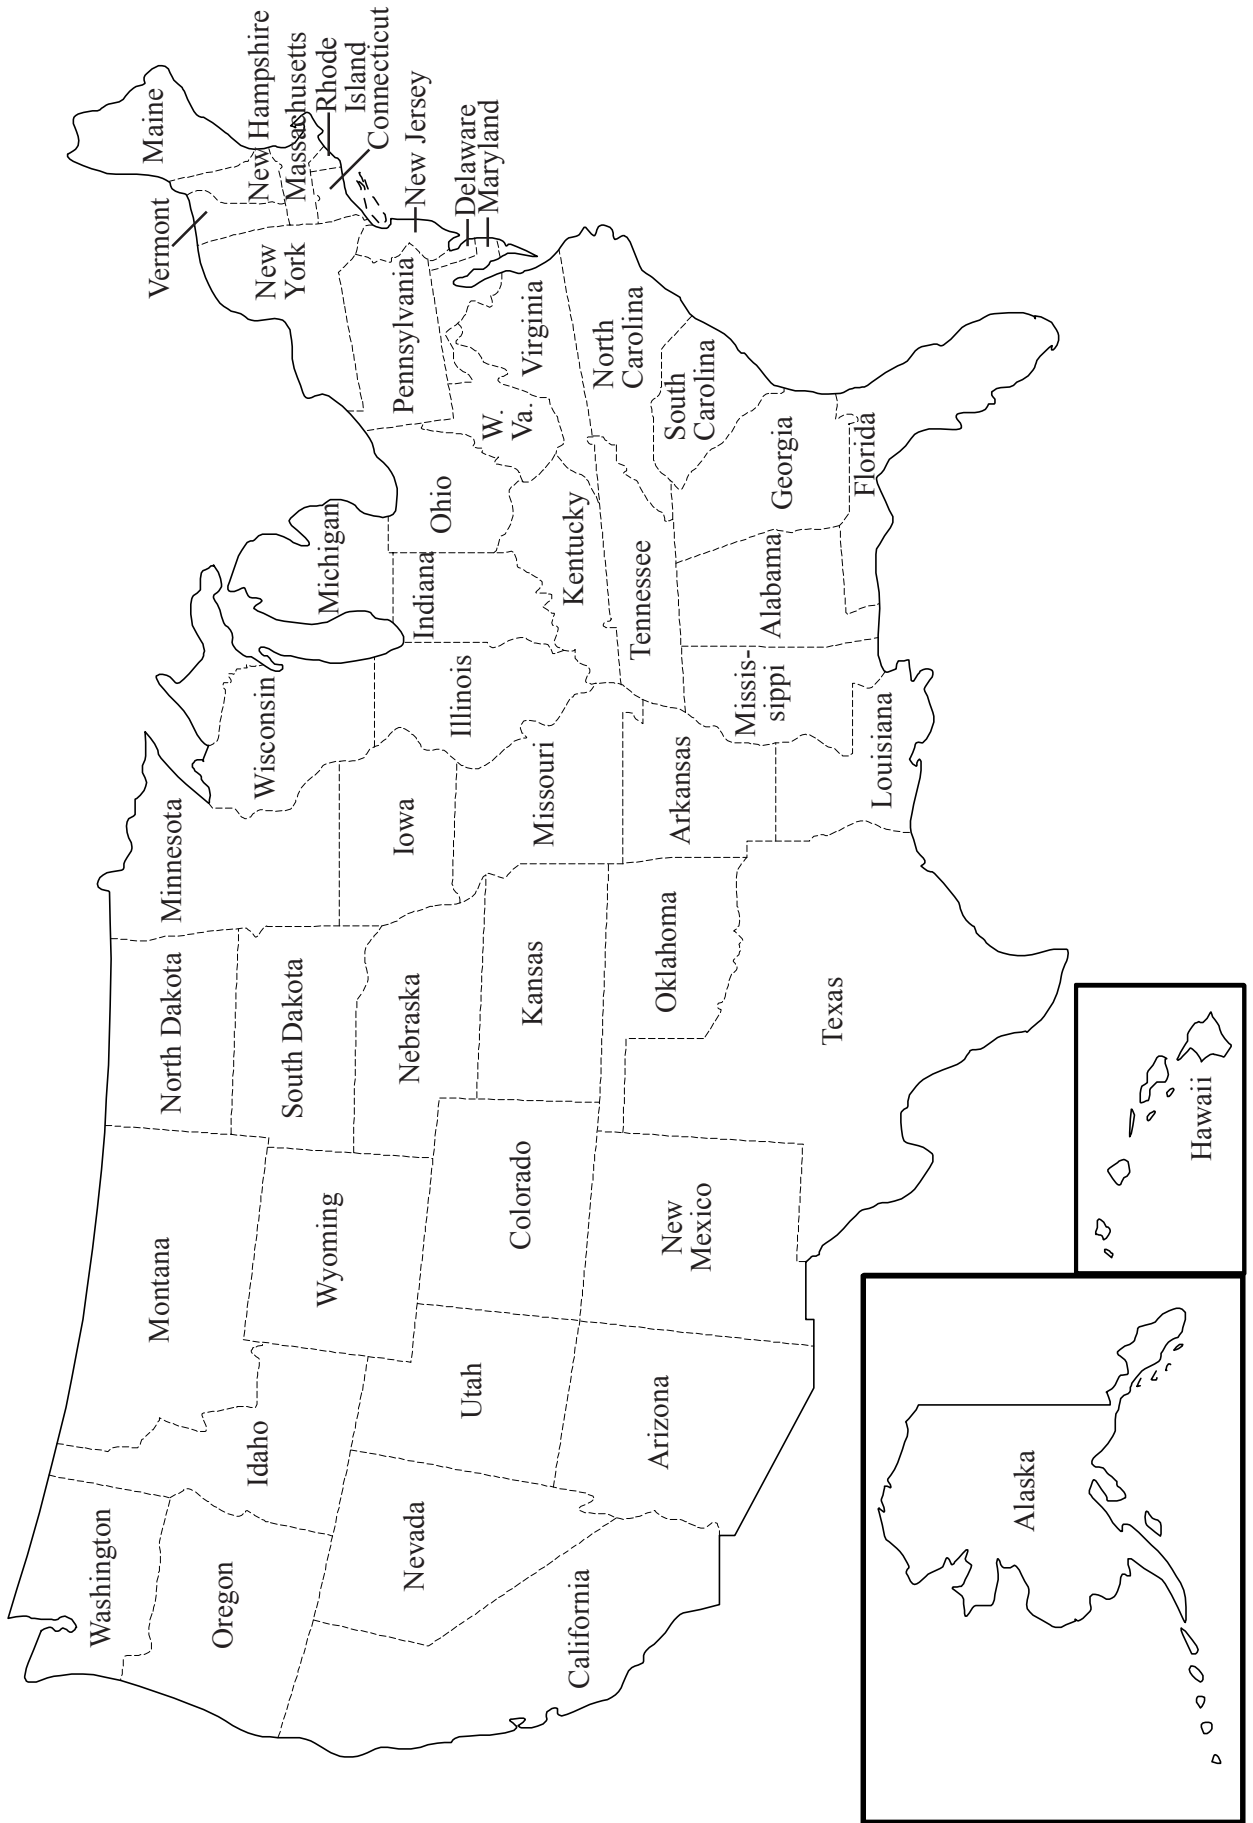 Washington
Oregon
California
Nevada
Idaho
Montana
Wyoming
Utah
Arizona
Colorado
New
Mexico
North Dakota
South Dakota
Nebraska
Kansas
Oklahoma
Texas
Minnesota
Iowa
Missouri
Arkansas
Louisiana
Wisconsin
Illinois
Missis-
sippi
Michigan
Indiana
Kentucky
Tennessee
Alabama
Ohio
Georgia
Florida
W.
Va.
Virginia
North
Carolina
South
Carolina
Pennsylvania
New
York
Vermont
Maine
New Hampshire
Massachusetts
Rhode
Island
Connecticut
New Jersey
Delaware
Maryland
Alaska
Hawaii